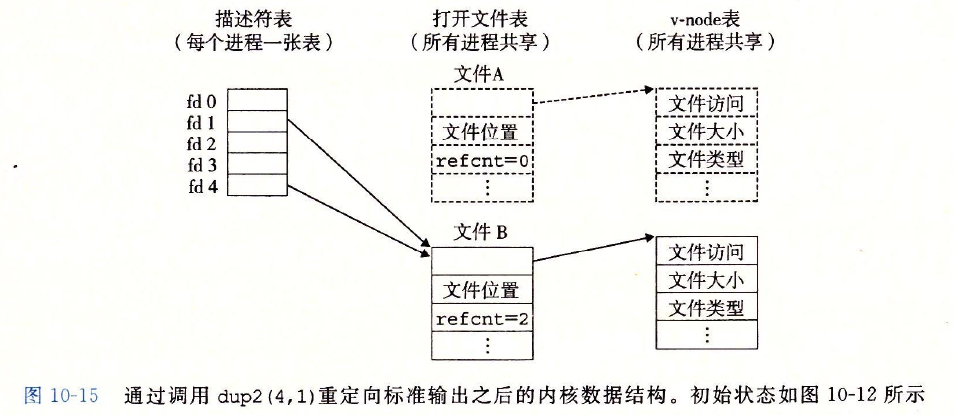 描述符表
（每个进程一张表）
打开文件表
（所有进程共享）
v-node表
（所有进程共享）
fd 0
fd 1
fd 2
fd 3
fd 4
文件A
文件位置
refcnt=0
⋮
文件访问
文件大小
文件类型
⋮
文件 B
文件位置
refcnt=2
⋮
文件访问
文件大小
文件类型
⋮
图 10-15 通过调用 dup2(4,1)重定向标准输出之后的内核数据结构。初始状态如图 10-12 所示